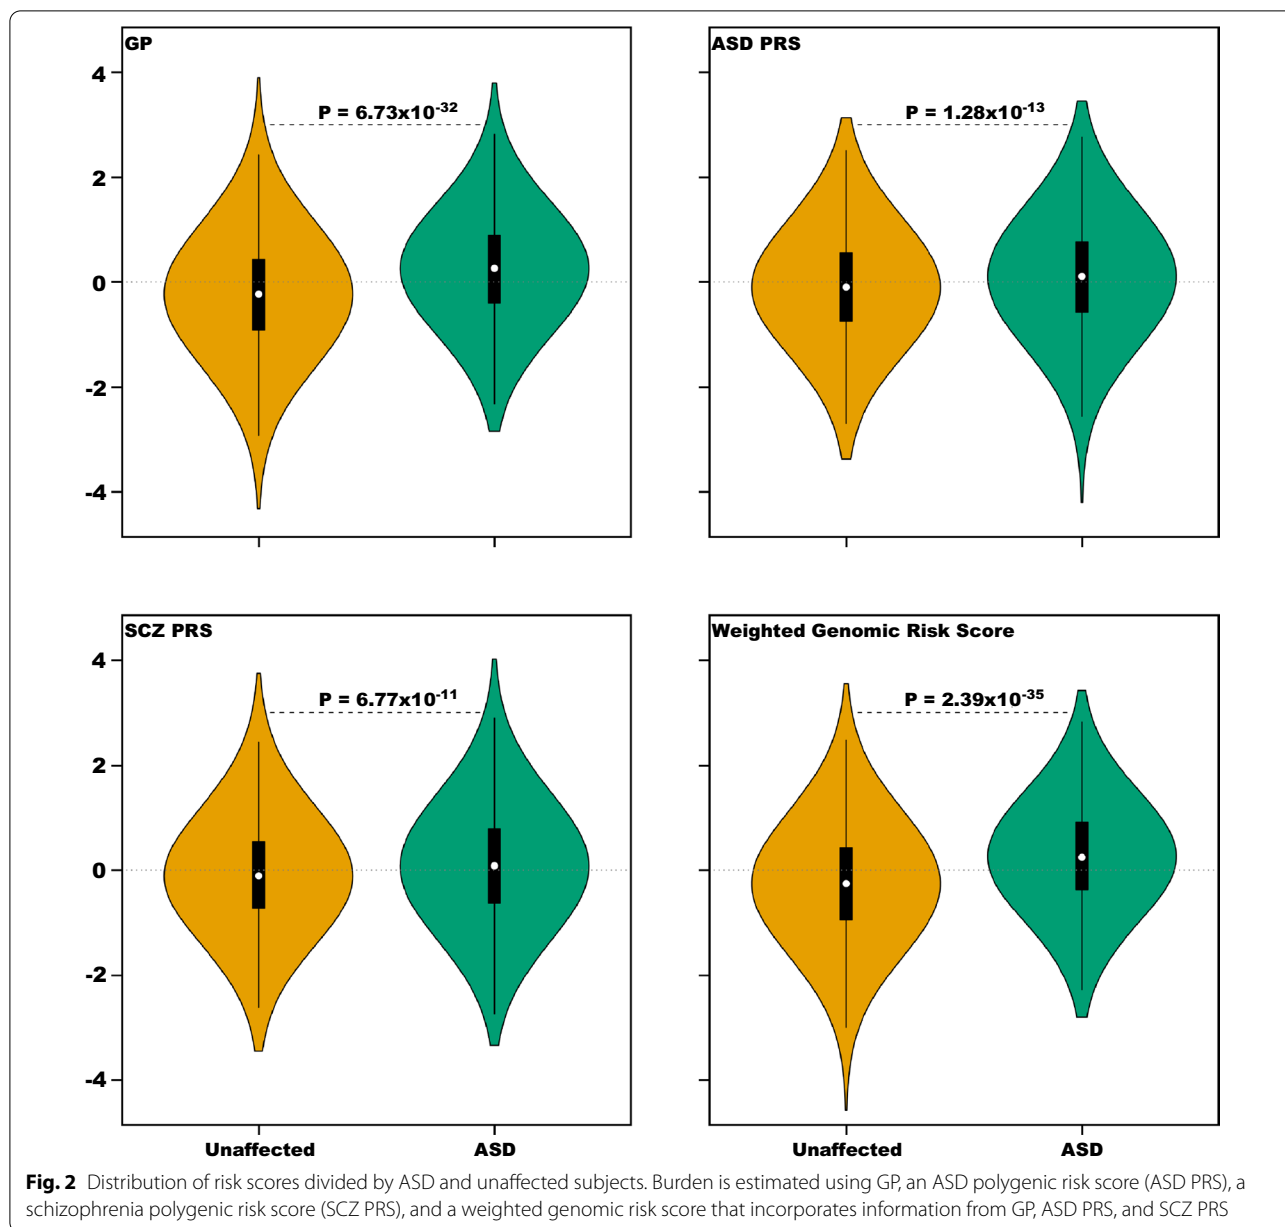 GP
ASD PRS
4
2
0
-2
-4
P = 6.73x10-32
P = 1.28x10-13
SCZ PRS
Weighted Genomic Risk Score
4
2
0
-2
-4
P = 6.77x10-11
P = 2.39x10-35
Unaffected
ASD
Unaffected
ASD
Fig. 2 Distribution of risk scores divided by ASD and unaffected subjects. Burden is estimated using GP, an ASD polygenic risk score (ASD PRS), a
schizophrenia polygenic risk score (SCZ PRS), and a weighted genomic risk score that incorporates information from GP, ASD PRS, and SCZ PRS